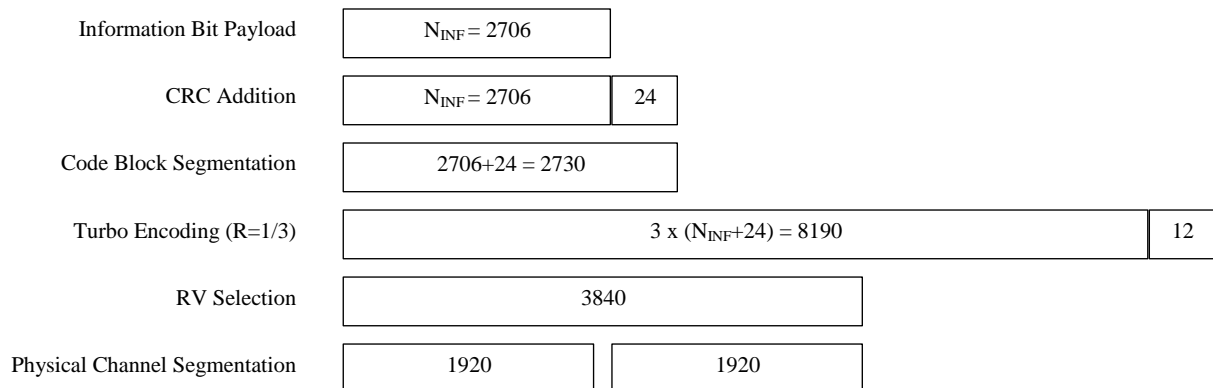 Information Bit Payload N_INF = 2706
CRC Addition N_INF = 2706 24
Code Block Segmentation 2706+24 = 2730
Turbo Encoding (R=1/3) 3 x (N_INF+24) = 8190 12
RV Selection 3840
Physical Channel Segmentation 1920 1920